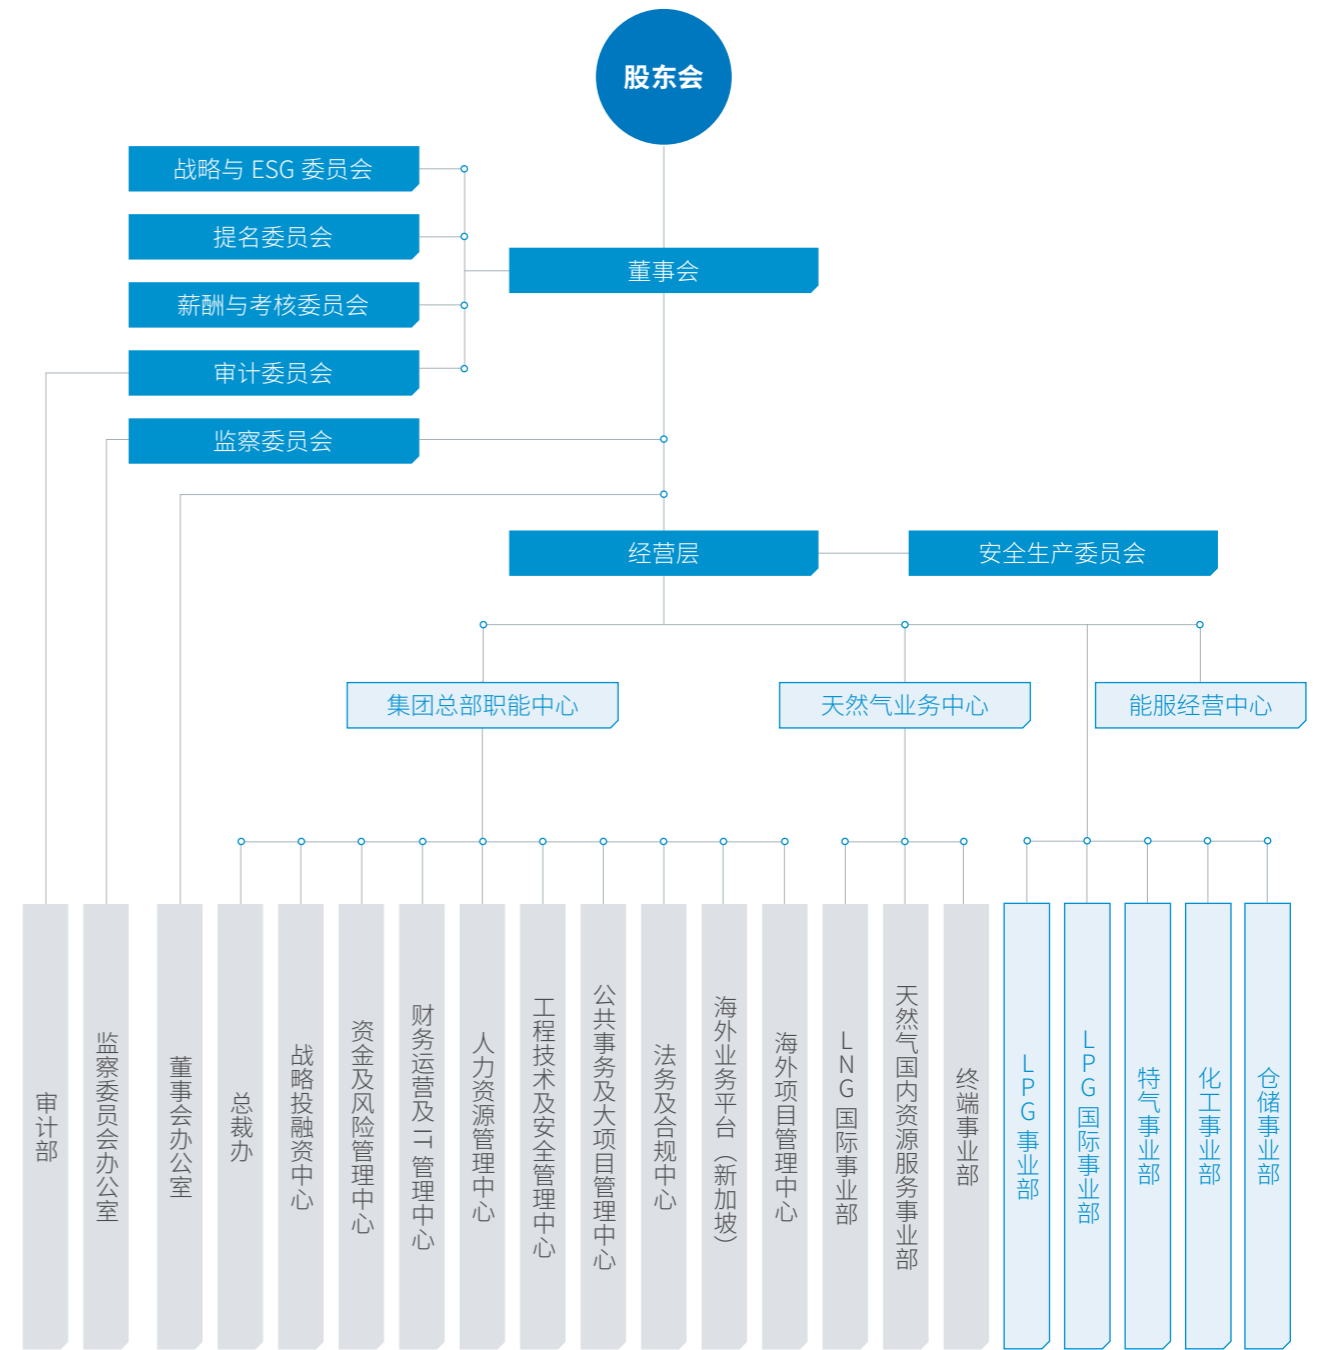 股东会
战略与 ESG 委员会
提名委员会
董事会
薪酬与考核委员会
审计委员会
监察委员会
经营层
安全生产委员会
集团总部职能中心
天然气业务中心
能服经营中心
审计部
监察委员会办公室
董事会办公室
总裁办
战略投融资中心
资金及风险管理中心
财务运营及 IT 管理中心
人力资源管理中心
工程技术及安全管理中心
公共事务及大项目管理中心
法务及合规中心
海外业务平台（新加坡）
海外项目管理中心
LNG 国际事业部
天然气国内资源服务事业部
终端事业部
LPG 事业部
LPG 国际事业部
特气事业部
化工事业部
仓储事业部